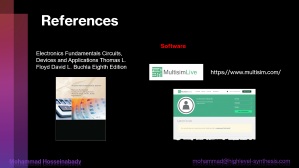 References
Software
Electronics Fundamentals Circuits,
Devices and Applications Thomas L.
Floyd David L. Buchla Eighth Edition
MultisimLive
https://www.multisim.com/
Mohammad Hosseinabady
mohammad@highlevel-synthesis.com